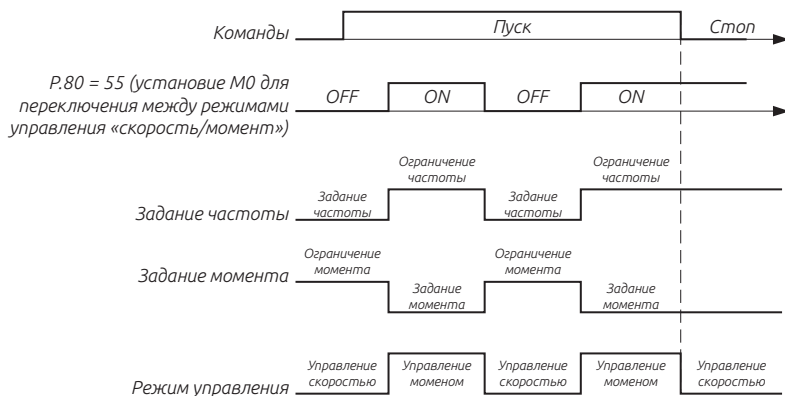 Команды
Пуск
Стоп
P.80 = 55 (установие M0 для
переключения между режимами
управления «скорость/момент»)
OFF
ON
OFF
ON
Задание частоты
Задание
частоты
Ограничение
частоты
Задание
частоты
Ограничение
частоты
Задание момента
Ограничение
момента
Задание
момента
Ограничение
момента
Задание
момента
Режим управления
Управление
скоростью
Управление
моменом
Управление
скоростью
Управление
моменом
Управление
скоростью